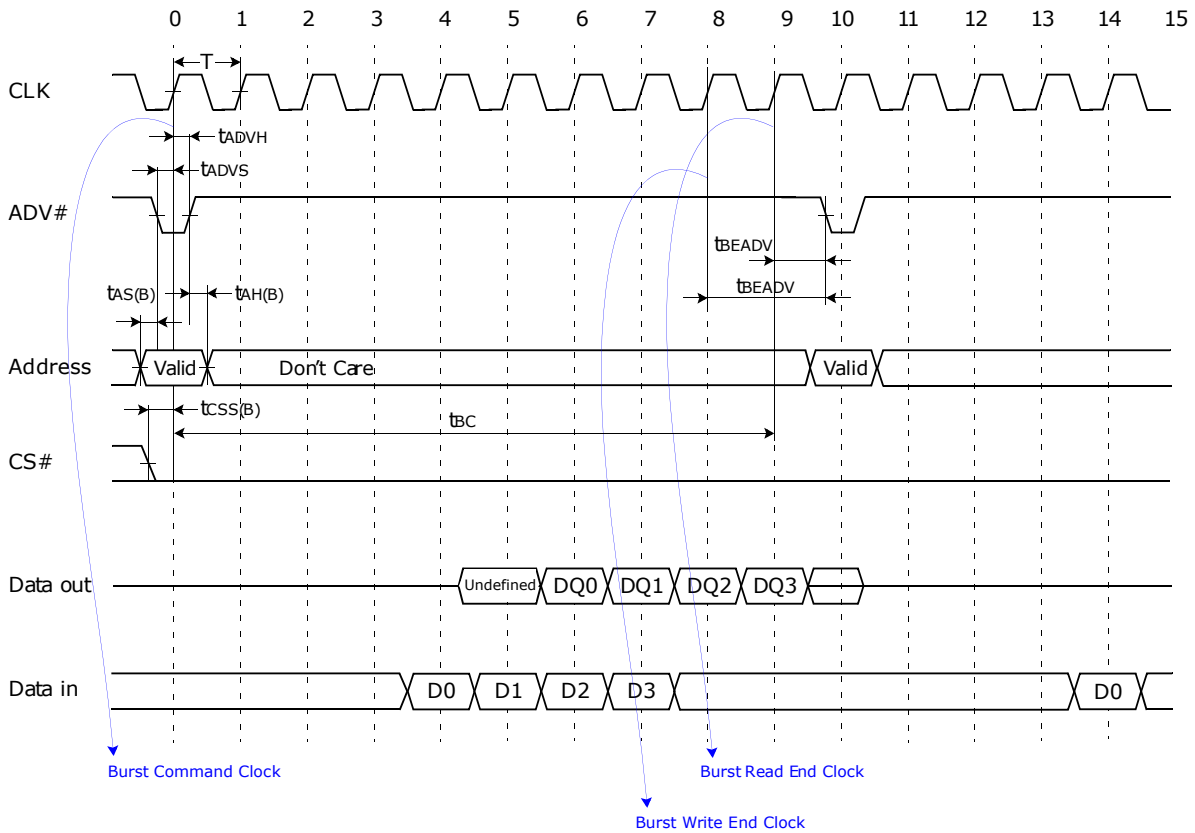 0 1 2 3 4 5 6 7 8 9 10 11 12 13 14 15
T
CLK
tADVH
tADVS
ADV#
tBEADV
tBEADV
tAS(B) tAH(B)
Address Valid Don't Care Valid
tCSS(B)
tBC
CS#
Data out Undefined DQ0 DQ1 DQ2 DQ3
Data in D0 D1 D2 D3 D0
Burst Command Clock Burst Read End Clock
Burst Write End Clock